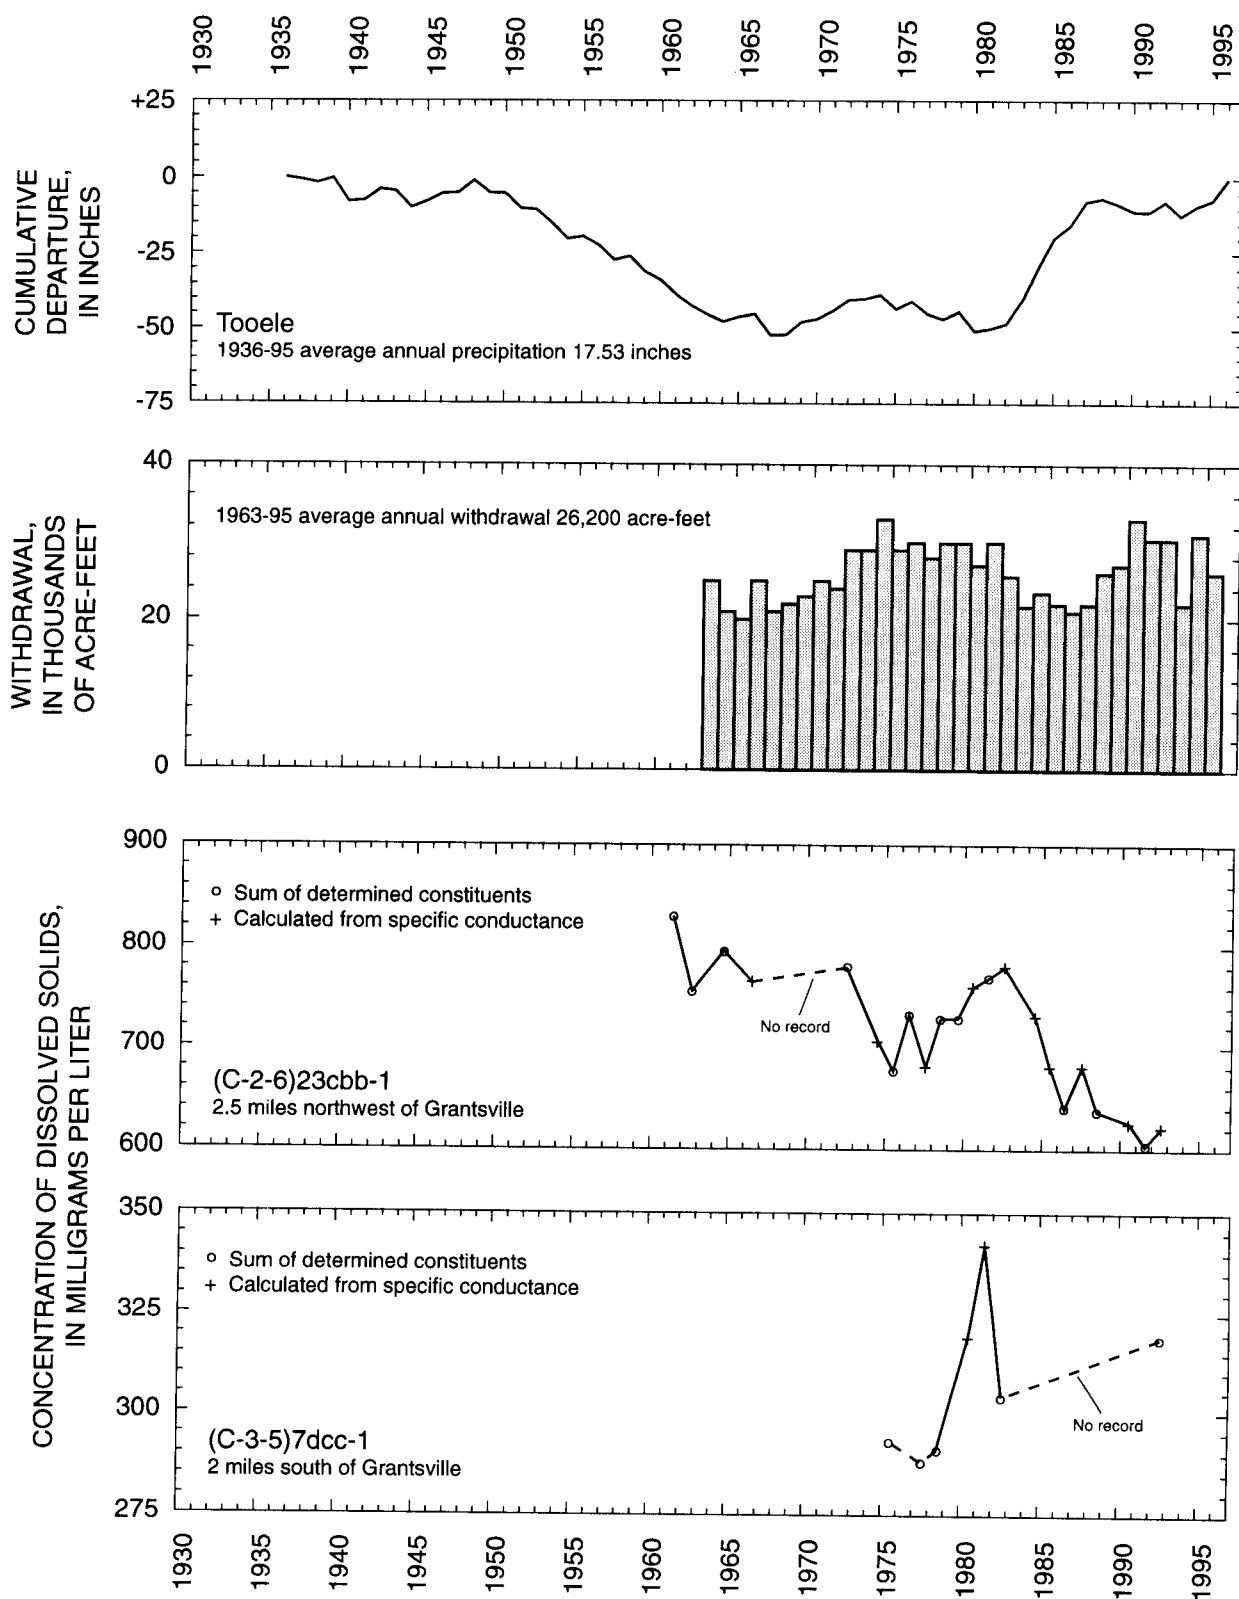 1930 1935 1940 1945 1950 1955 1960 1965 1970 1975 1980 1985 1990 1995
CUMULATIVE
DEPARTURE,
IN INCHES
+25
0
-25
-50
-75
Tooele
1936-95 average annual precipitation 17.53 inches
WITHDRAWAL,
IN THOUSANDS
OF ACRE-FEET
40
20
0
1963-95 average annual withdrawal 26,200 acre-feet
CONCENTRATION OF DISSOLVED SOLIDS,
IN MILLIGRAMS PER LITER
900
800
700
600
Sum of determined constituents
+ Calculated from specific conductance
No record
(C-2-6)23cbb-1
2.5 miles northwest of Grantsville
350
325
300
275
Sum of determined constituents
+ Calculated from specific conductance
No record
(C-3-5)7dcc-1
2 miles south of Grantsville
1930 1935 1940 1945 1950 1955 1960 1965 1970 1975 1980 1985 1990 1995